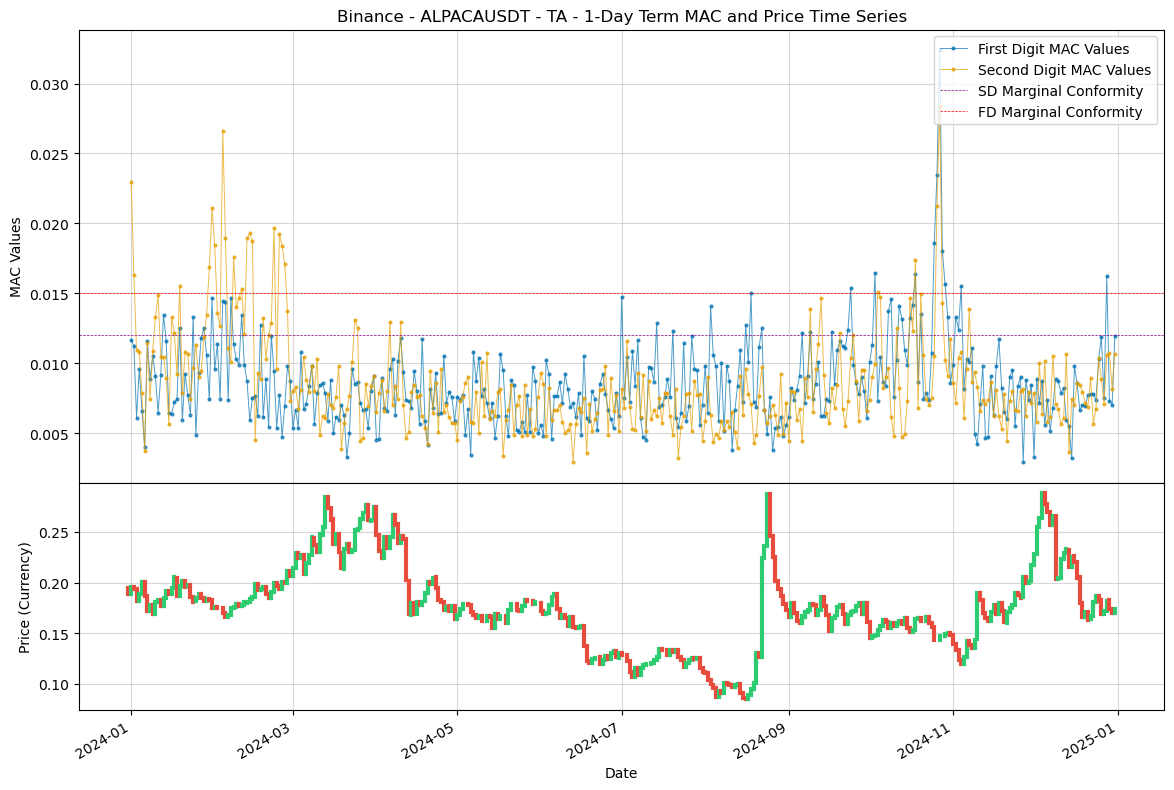 Binance - ALPACAUSDT - TA - 1-Day Term MAC and Price Time Series
First Digit MAC Values
Second Digit MAC Values
SD Marginal Conformity
FD Marginal Conformity
MAC Values
0.030
0.025
0.020
0.015
0.010
0.005
Price (Currency)
0.25
0.20
0.15
0.10
2024-01
2024-03
2024-05
2024-07
2024-09
2024-11
2025-01
Date